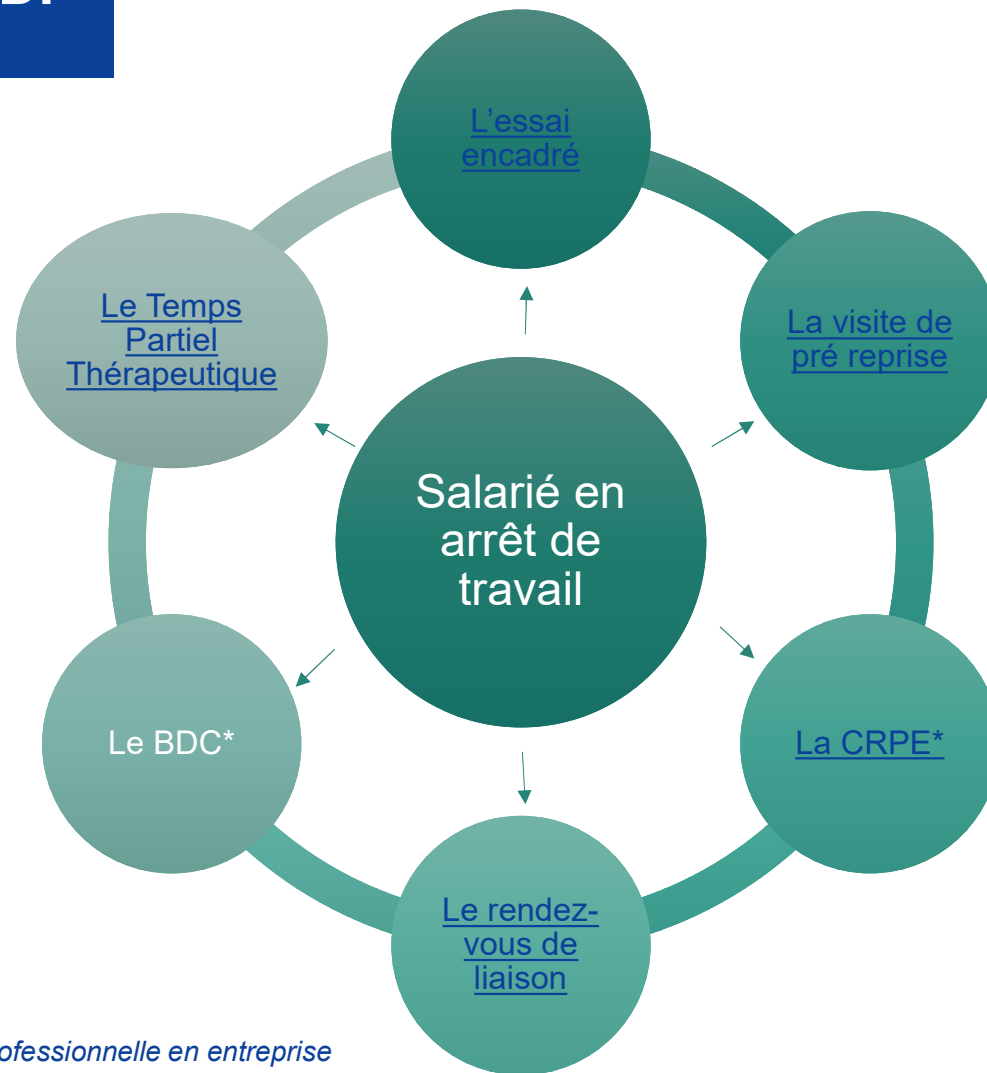 L'essai
encadré
La visite de
pré reprise
Le Temps
Partiel
Thérapeutique
Salarié en
arrêt de
travail
Le BDC*
La CRPE*
Le rendez-
vous de
liaison
en entreprise